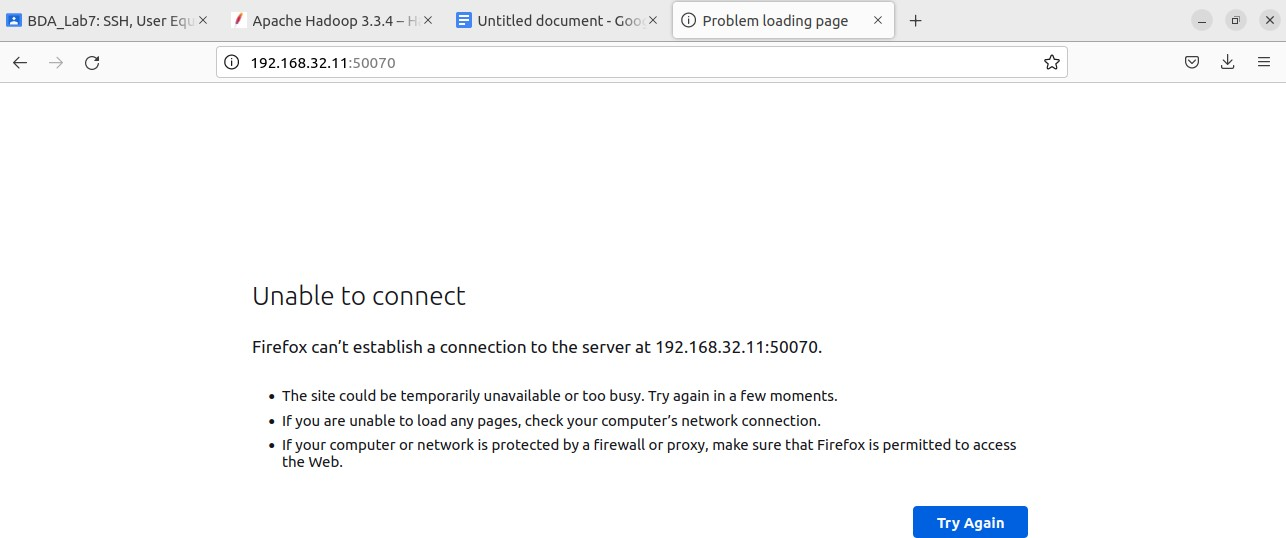 BDA_Lab7: SSH, User Equ
Apache Hadoop 3.3.4 – Ha
Untitled document - Goog
Problem loading page
192.168.32.11:50070
Unable to connect
Firefox can’t establish a connection to the server at 192.168.32.11:50070.
• The site could be temporarily unavailable or too busy. Try again in a few moments.
• If you are unable to load any pages, check your computer’s network connection.
• If your computer or network is protected by a firewall or proxy, make sure that Firefox is permitted to access
the Web.
Try Again